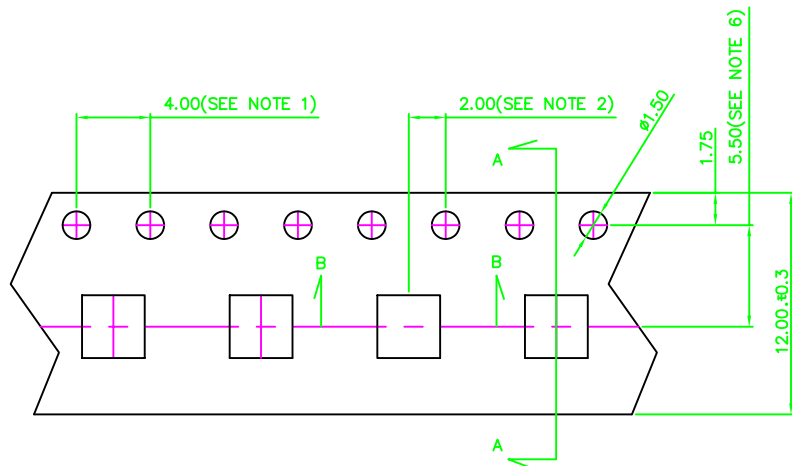 4.00(SEE NOTE 1)
2.00(SEE NOTE 2)
ø1.50
1.75
5.50(SEE NOTE 6)
A
B
B
12.00±0.3
A